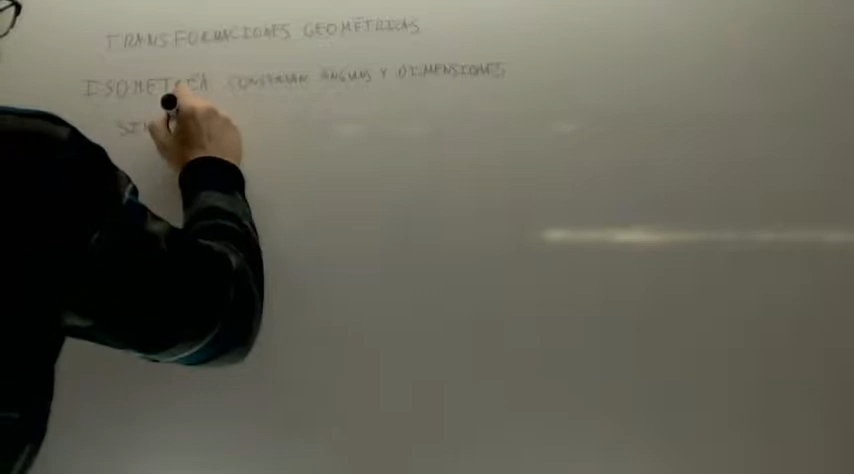 TRANSFORMACIONES GEOMÉTRICAS
ISOMETRÍA CONSERVAN ÁNGULOS Y DIMENSIONES